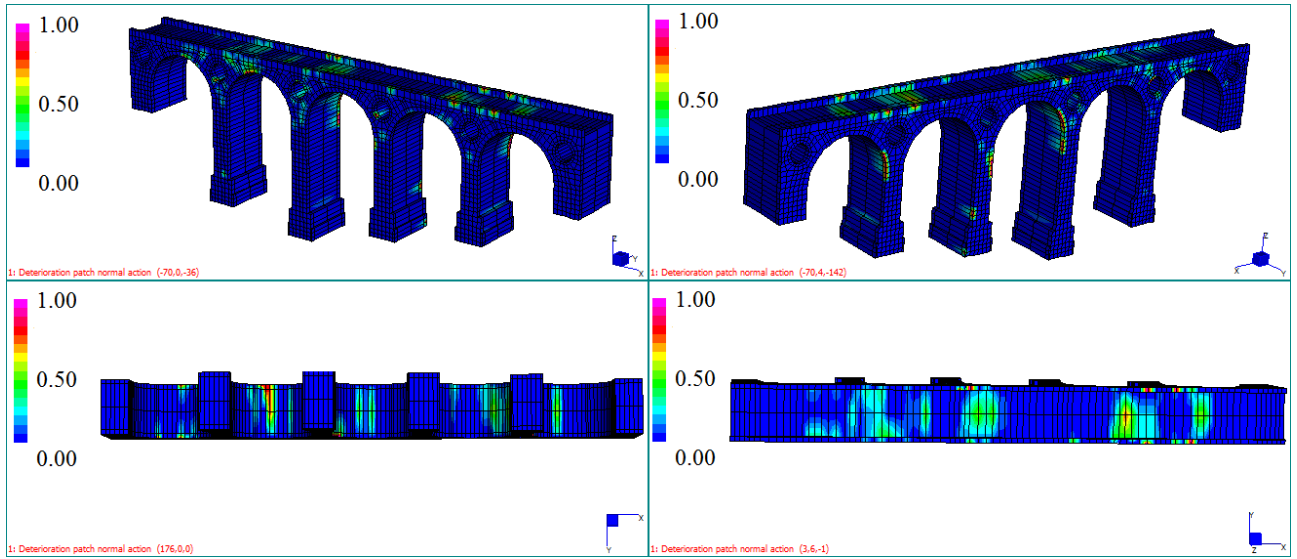 1.00
0.50
0.00
Z
Y
X
1: Deterioration patch normal action (-70,0,-36)
1.00
0.50
0.00
Z
X
Y
1: Deterioration patch normal action (-70,4,-142)
1.00
0.50
0.00
X
Y
1: Deterioration patch normal action (176,0,0)
1.00
0.50
0.00
Y
Z
X
1: Deterioration patch normal action (3,6,-1)